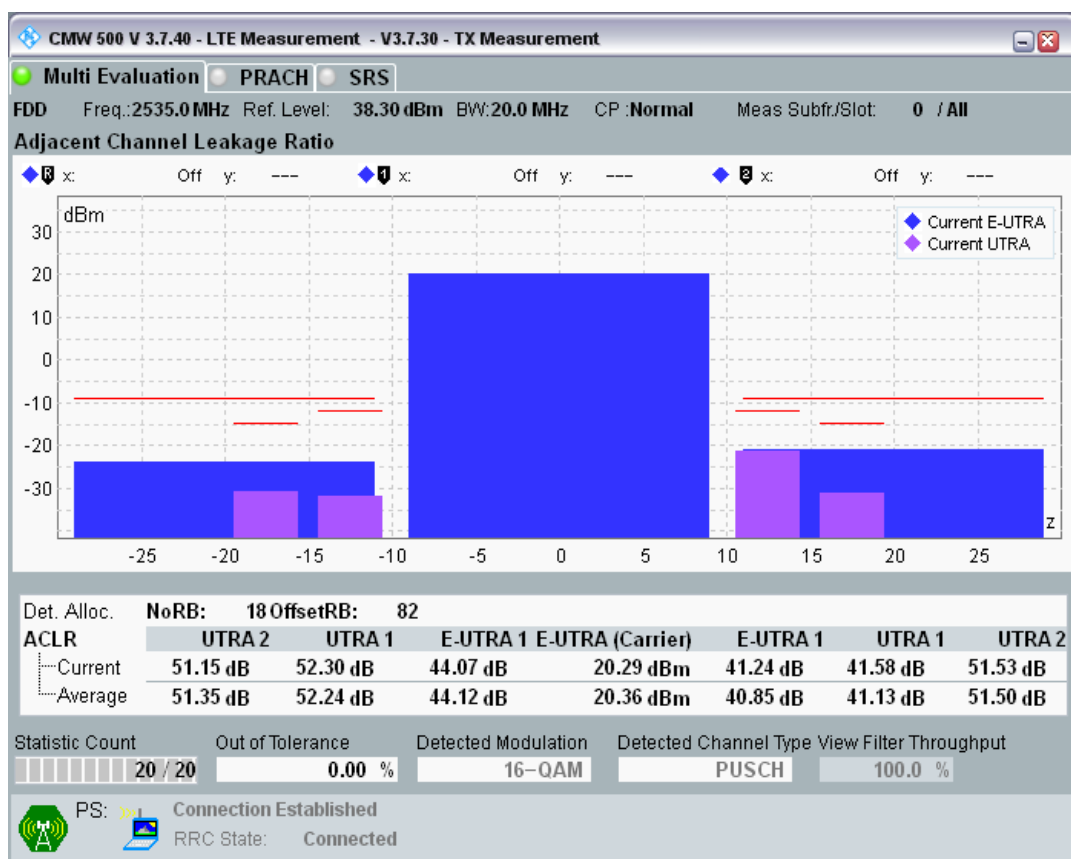 CMW 500 V 3.7.40 - LTE Measurement - V3.7.30 - TX Measurement
Multi Evaluation PRACH SRS
FDD Freq.:2535.0 MHz Ref. Level: 38.30 dBm BW:20.0 MHz CP :Normal Meas Subfr./Slot: 0 / All
Adjacent Channel Leakage Ratio
R x: Off y: --- 1 x: Off y: --- 2 x: Off y: ---
dBm
Current E-UTRA
Current UTRA
30
20
10
0
-10
-20
-30
z
-25 -20 -15 -10 -5 0 5 10 15 20 25
Det. Alloc. NoRB: 18 OffsetRB: 82
ACLR UTRA 2 UTRA 1 E-UTRA 1 E-UTRA (Carrier) E-UTRA 1 UTRA 1 UTRA 2
Current 51.15 dB 52.30 dB 44.07 dB 20.29 dBm 41.24 dB 41.58 dB 51.53 dB
Average 51.35 dB 52.24 dB 44.12 dB 20.36 dBm 40.85 dB 41.13 dB 51.50 dB
Statistic Count Out of Tolerance Detected Modulation Detected Channel Type View Filter Throughput
20 / 20 0.00 % 16-QAM PUSCH 100.0 %
PS: Connection Established
RRC State: Connected